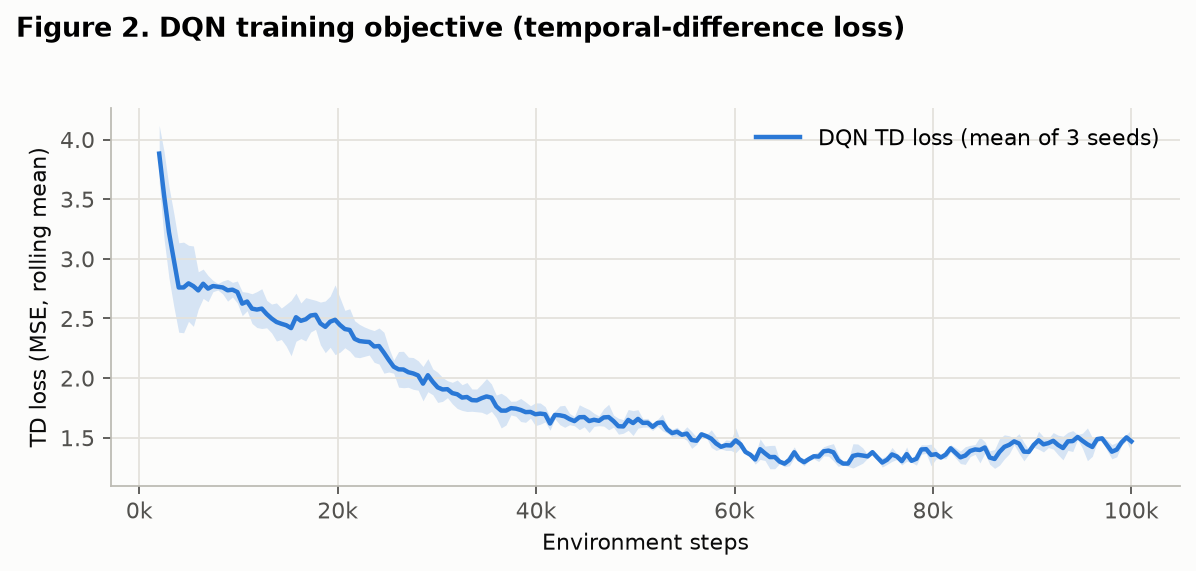 Figure 2. DQN training objective (temporal-difference loss)
DQN TD loss (mean of 3 seeds)
TD loss (MSE, rolling mean)
4.0
3.5
3.0
2.5
2.0
1.5
0k 20k 40k 60k 80k 100k
Environment steps